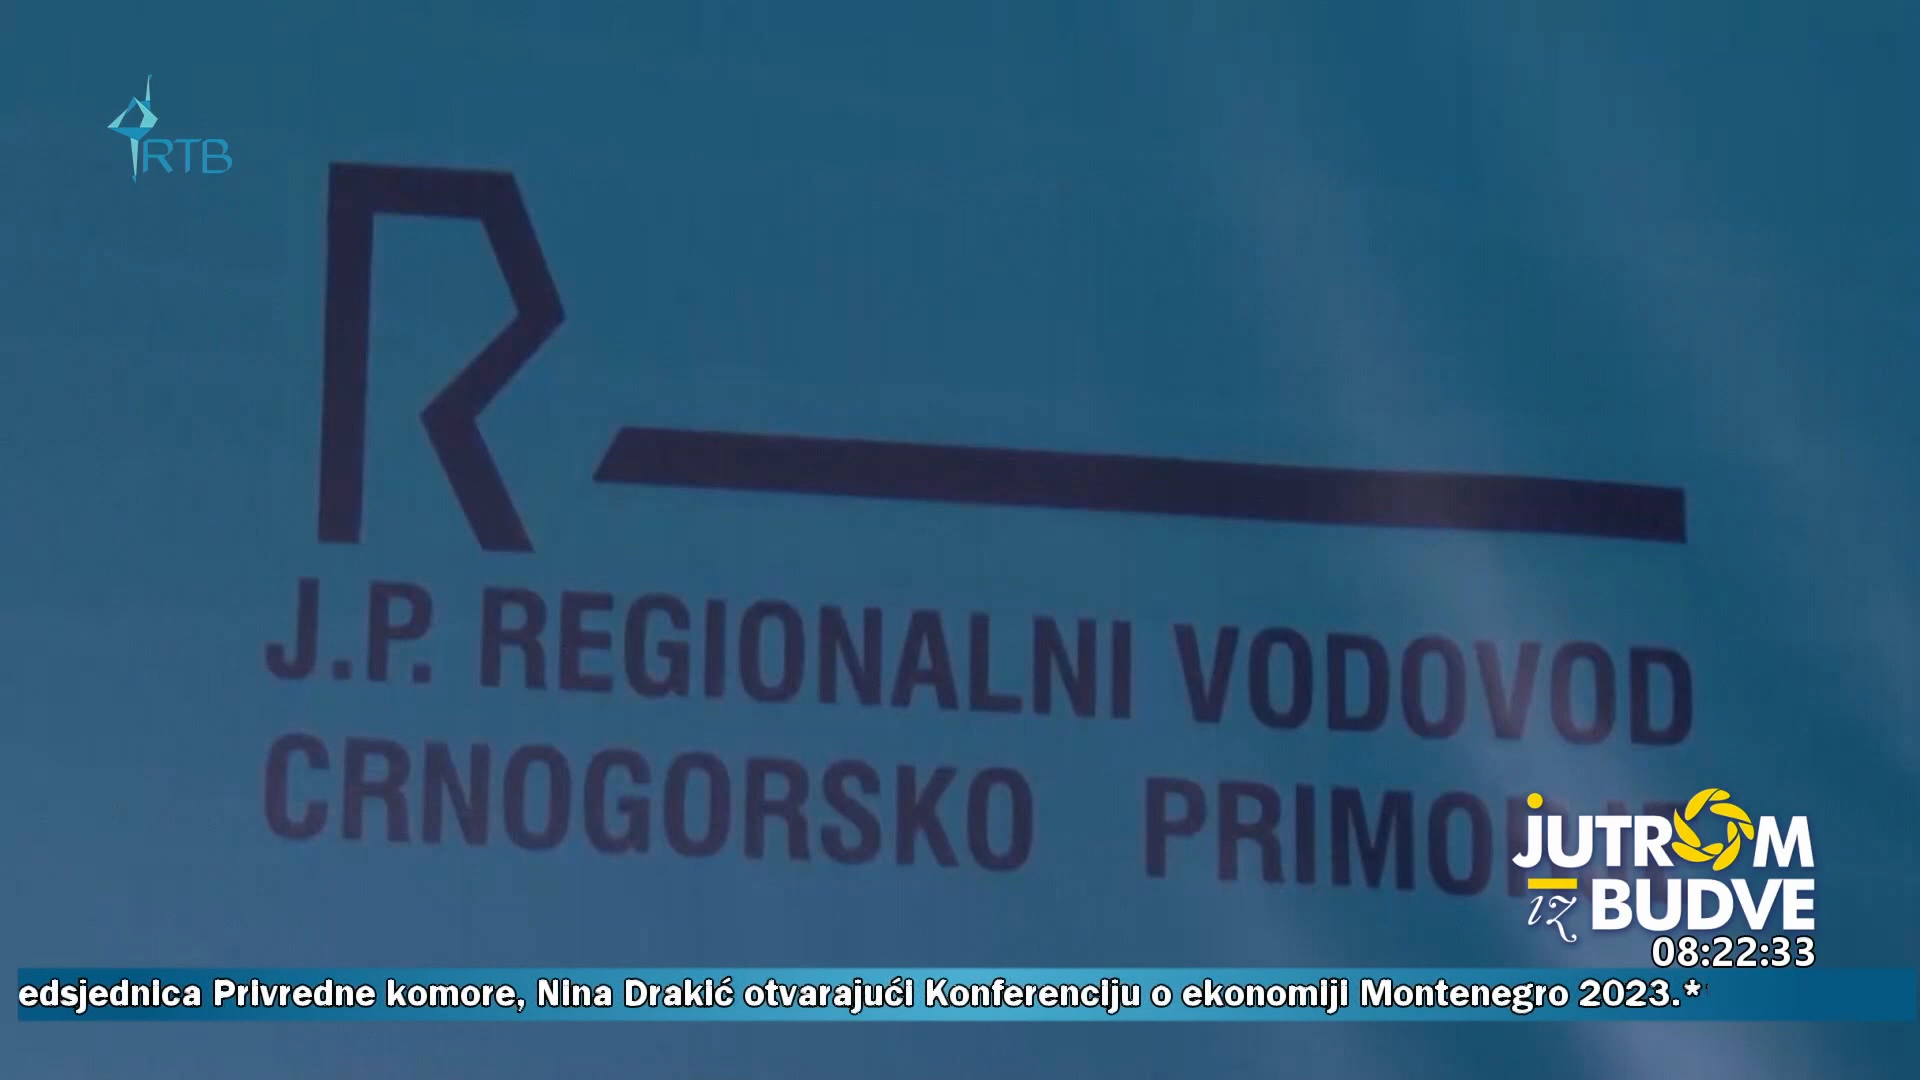 RTB
R
J.P. REGIONALNI VODOVOD
CRNOGORSKO PRIMORJE
JUTROM
iz BUDVE
08:22:33
edsjednica Privredne komore, Nina Drakić otvarajući Konferenciju o ekonomiji Montenegro 2023.*